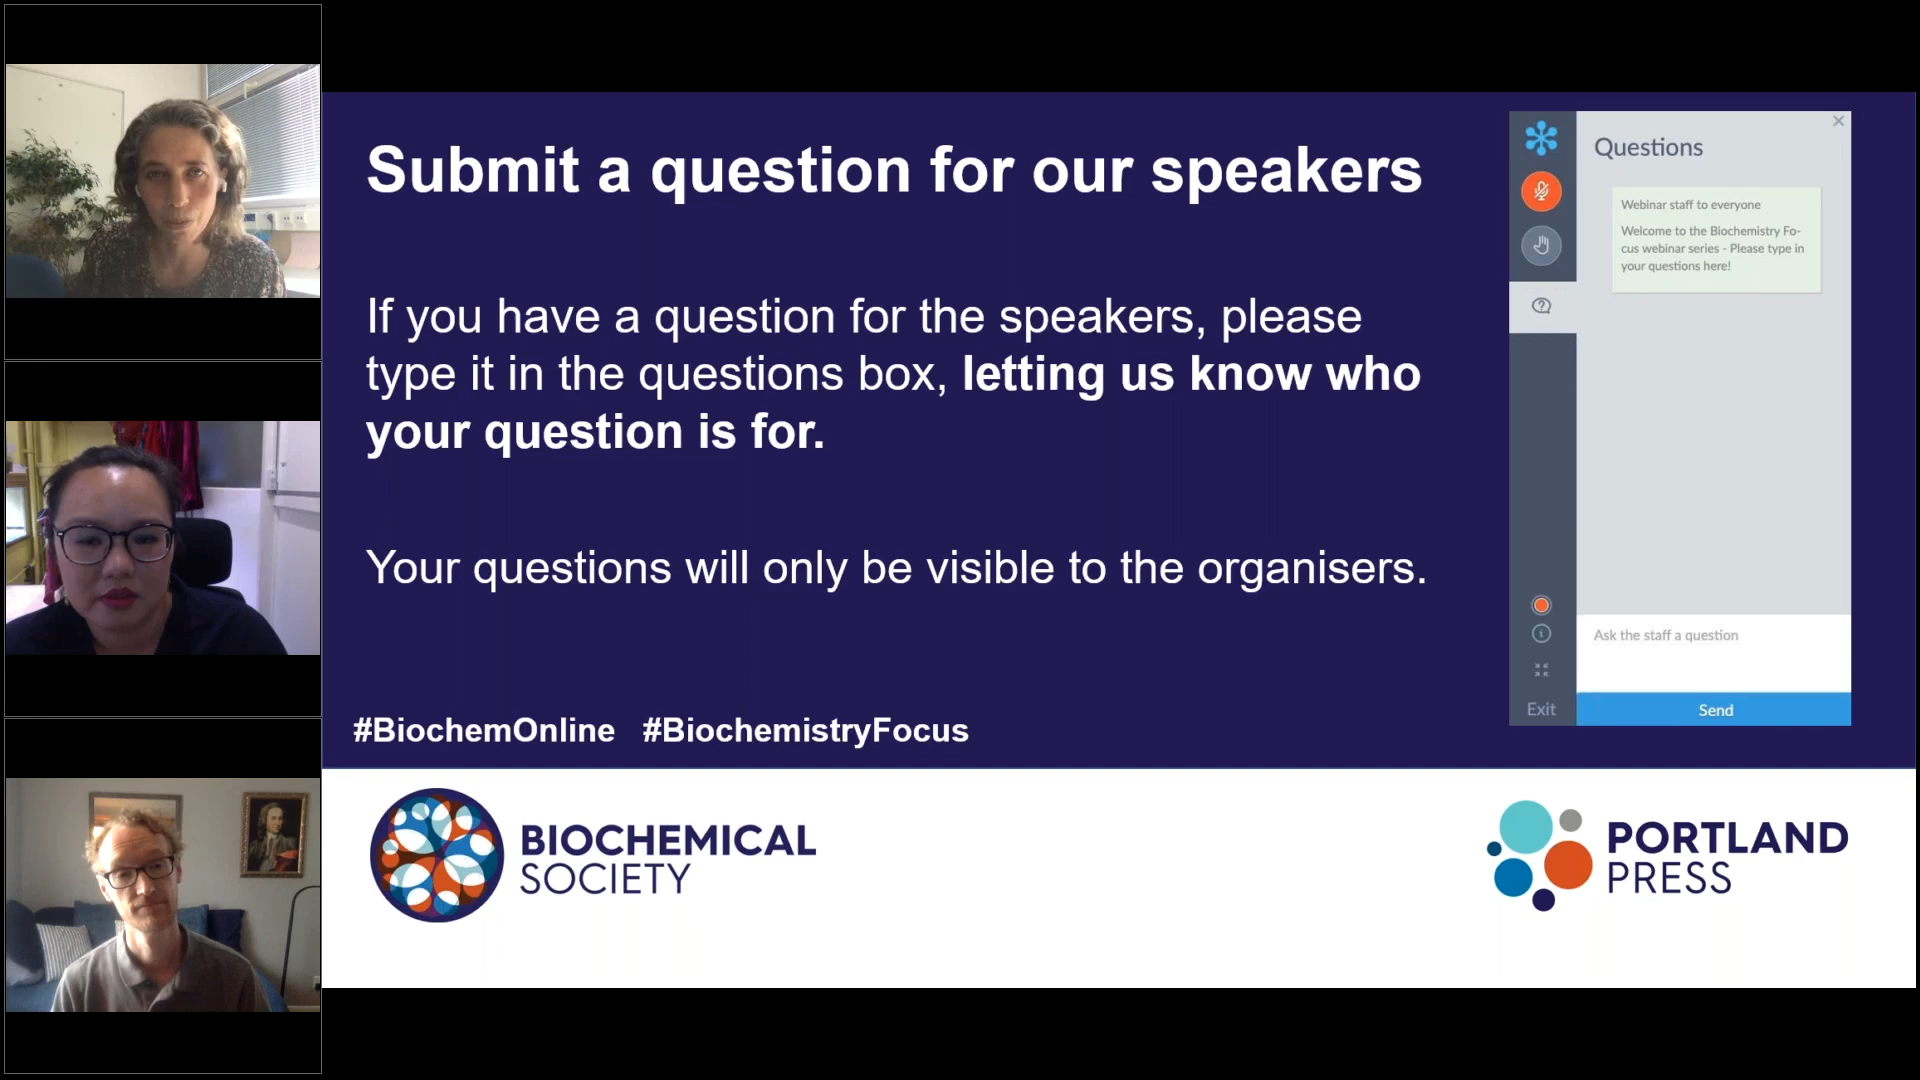 Submit a question for our speakers
If you have a question for the speakers, please
type it in the questions box, letting us know who
your question is for.
Your questions will only be visible to the organisers.
#BiochemOnline #BiochemistryFocus
Questions
Webinar staff to everyone
Welcome to the Biochemistry Fo-
cus webinar series - Please type in
your questions here!
Ask the staff a question
Exit
Send
BIOCHEMICAL
SOCIETY
PORTLAND
PRESS